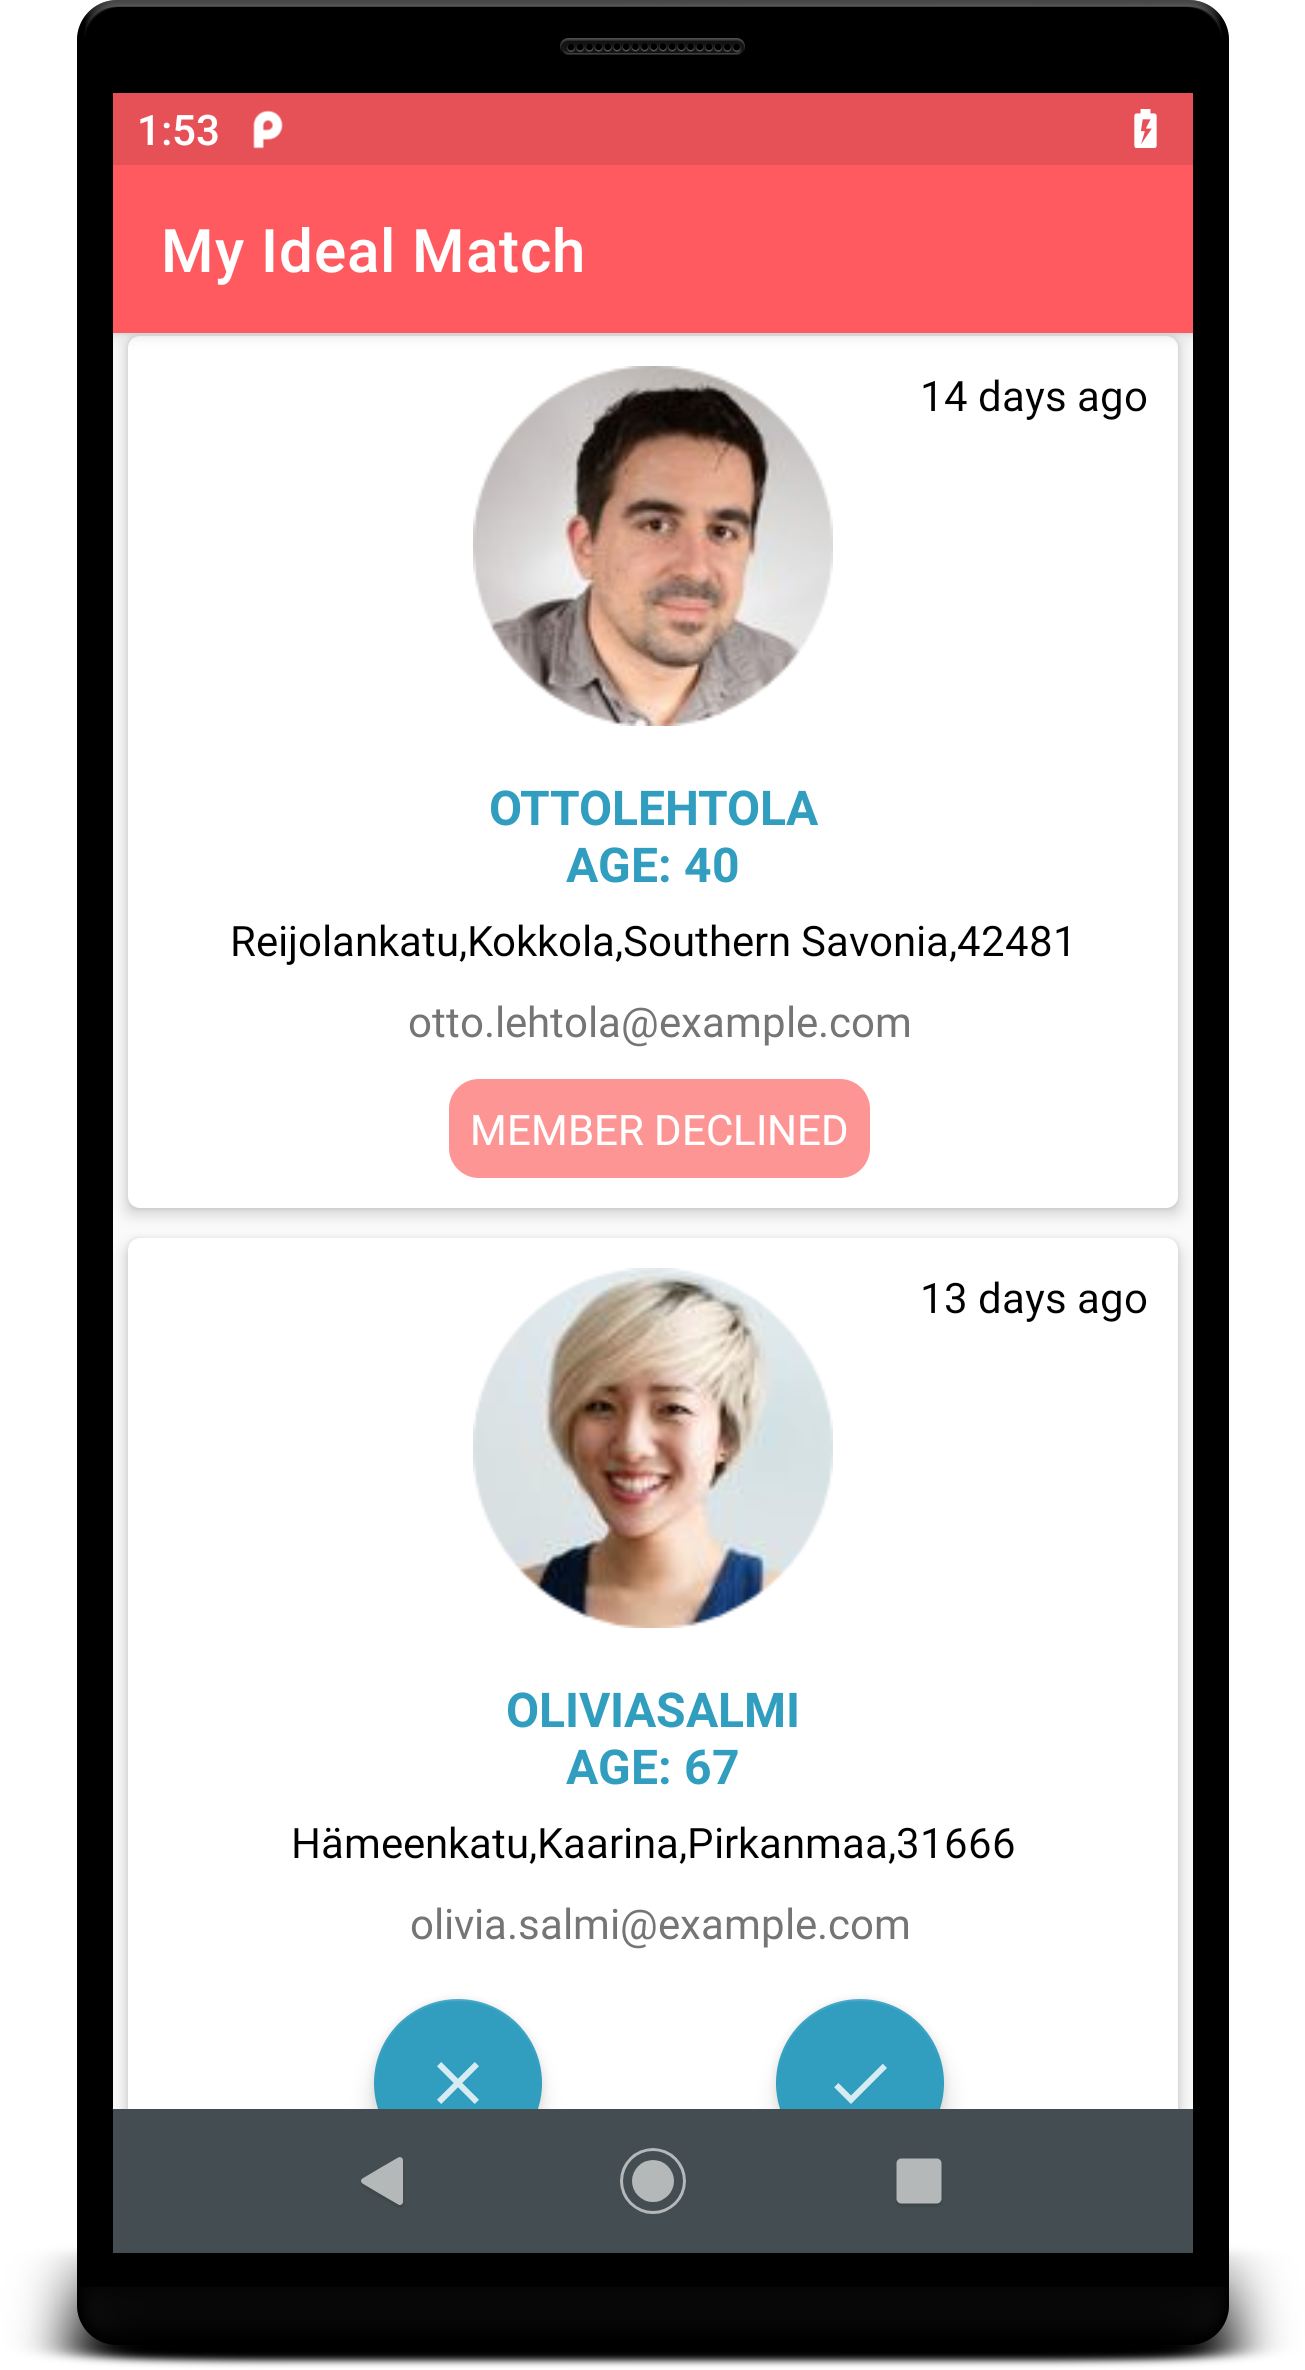 1:53
My Ideal Match
14 days ago
OTTOLEHTOLA
AGE: 40
Reijolankatu,Kokkola,Southern Savonia,42481
otto.lehtola@example.com
MEMBER DECLINED
13 days ago
OLIVIASALMI
AGE: 67
Hämeenkatu,Kaarina,Pirkanmaa,31666
olivia.salmi@example.com